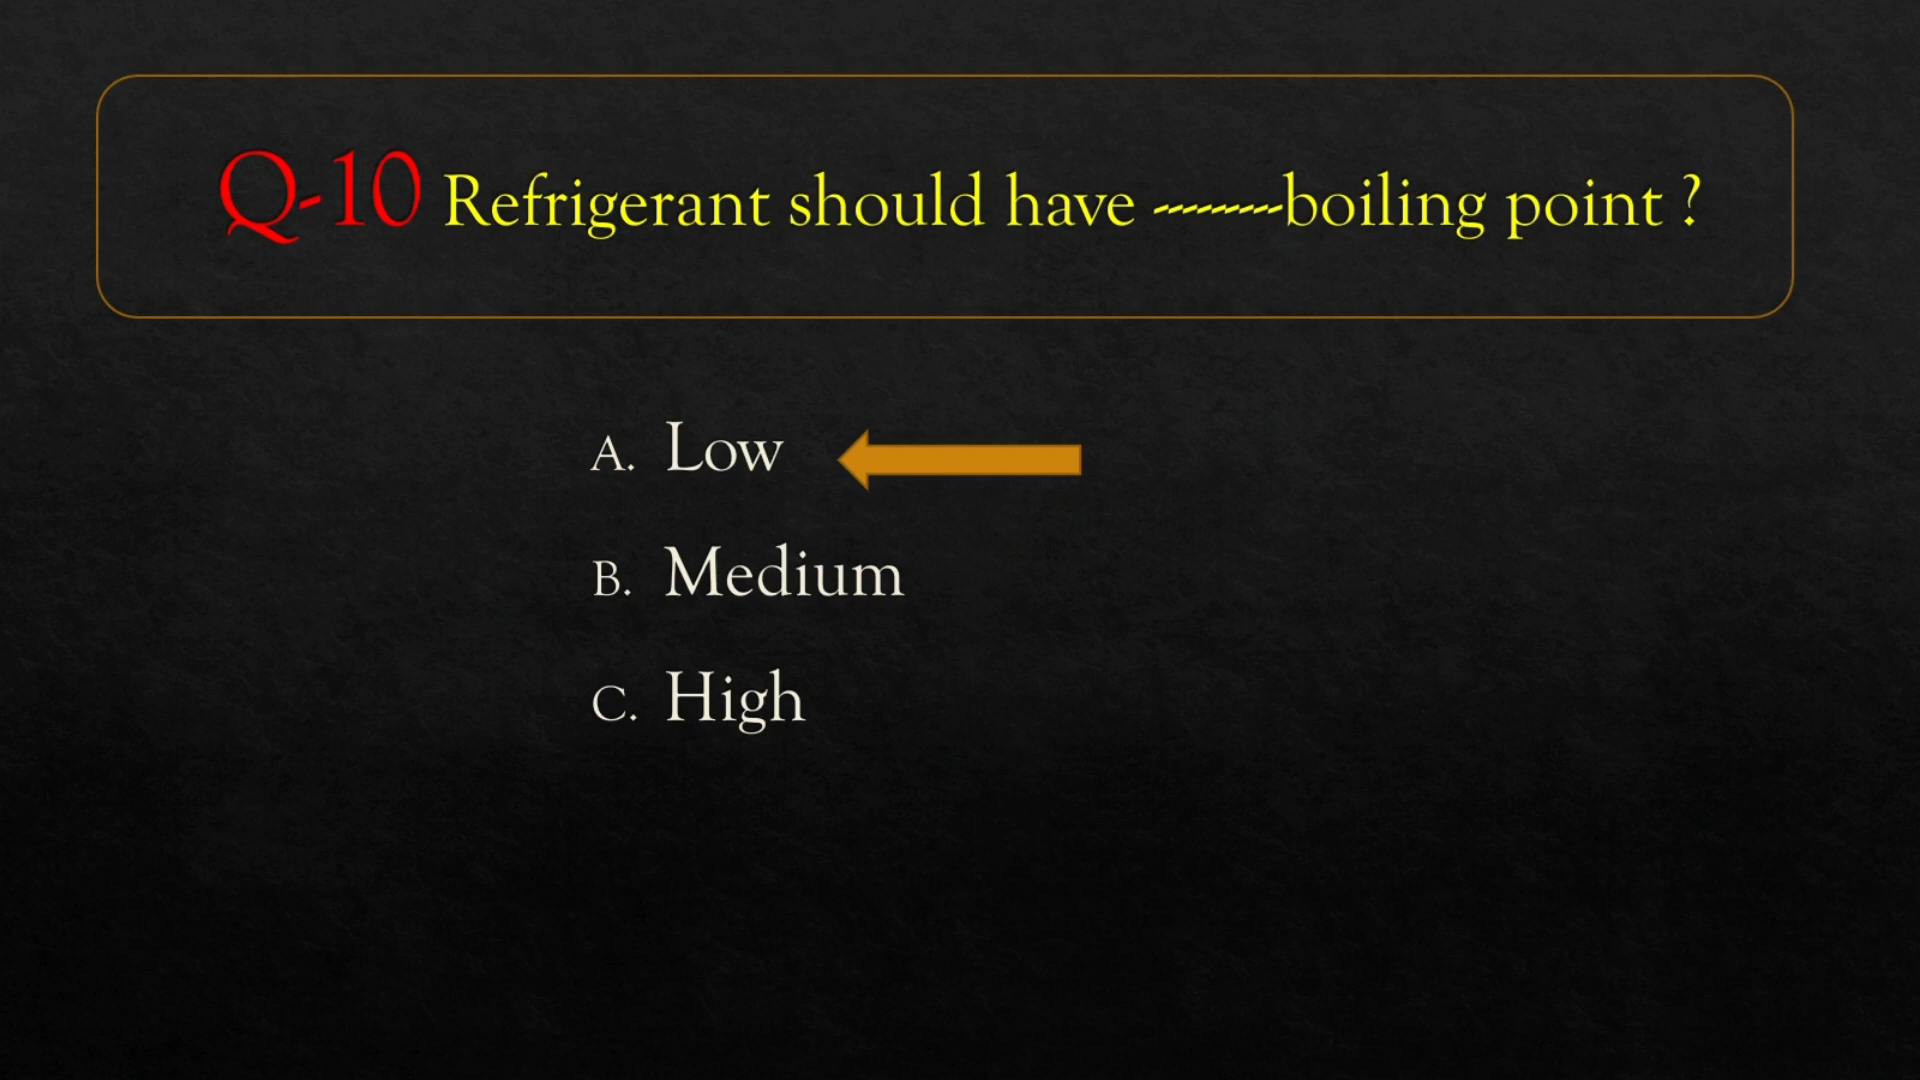 Q-10 Refrigerant should have ---------boiling point ?
A. Low
B. Medium
C. High